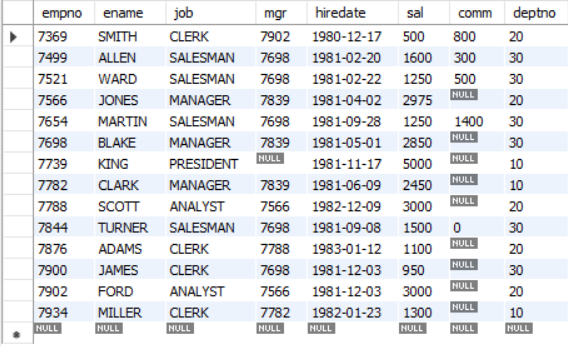 empno ename job mgr hiredate sal comm deptno
7369 SMITH CLERK 7902 1980-12-17 500 800 20
7499 ALLEN SALESMAN 7698 1981-02-20 1600 300 30
7521 WARD SALESMAN 7698 1981-02-22 1250 500 30
7566 JONES MANAGER 7839 1981-04-02 2975 NULL 20
7654 MARTIN SALESMAN 7698 1981-09-28 1250 1400 30
7698 BLAKE MANAGER 7839 1981-05-01 2850 NULL 30
7739 KING PRESIDENT NULL 1981-11-17 5000 NULL 10
7782 CLARK MANAGER 7839 1981-06-09 2450 NULL 10
7788 SCOTT ANALYST 7566 1982-12-09 3000 NULL 20
7844 TURNER SALESMAN 7698 1981-09-08 1500 0 30
7876 ADAMS CLERK 7788 1983-01-12 1100 NULL 20
7900 JAMES CLERK 7698 1981-12-03 950 NULL 30
7902 FORD ANALYST 7566 1981-12-03 3000 NULL 20
7934 MILLER CLERK 7782 1982-01-23 1300 NULL 10
NULL NULL NULL NULL NULL NULL NULL NULL